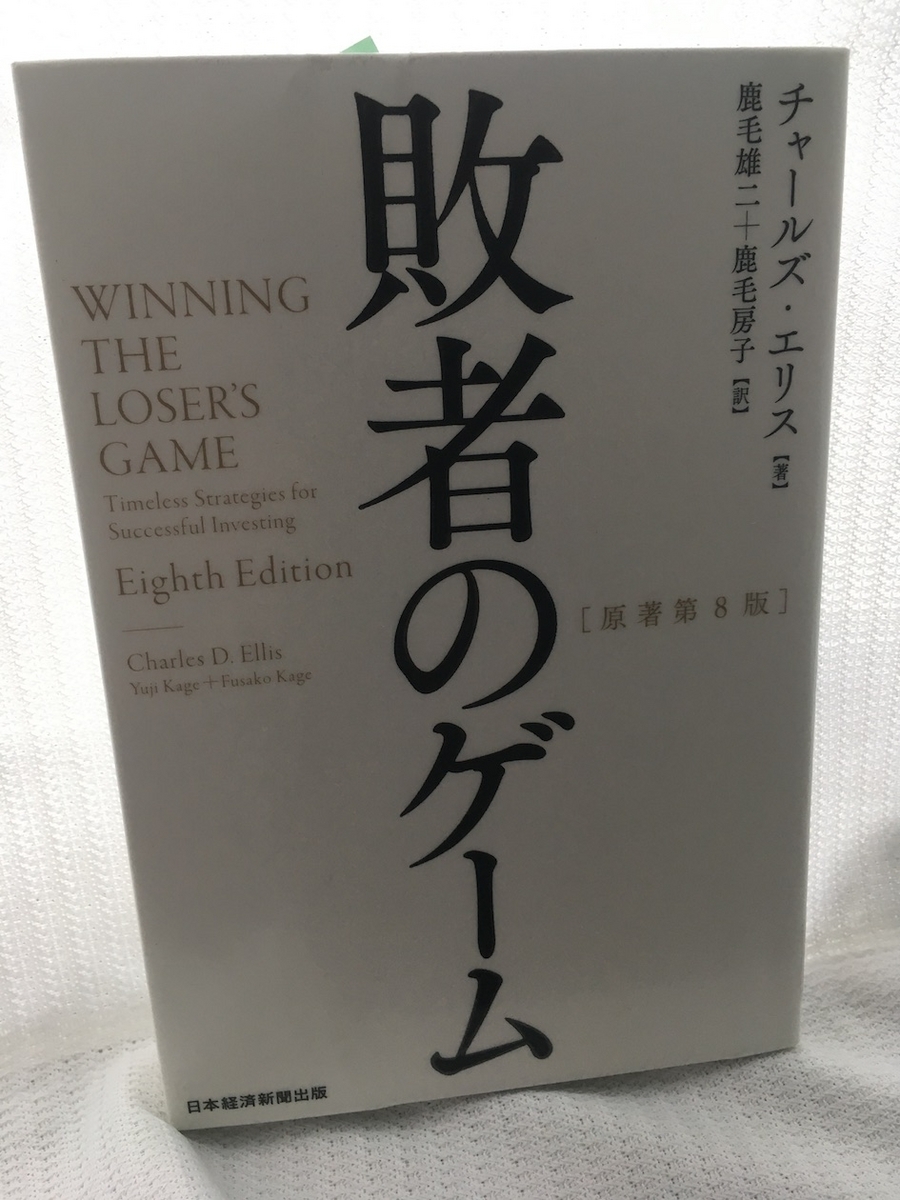 チャールズ・エリス【著】
鹿毛雄二＋鹿毛房子【訳】
敗者のゲーム
［原著第8版］
WINNING
THE
LOSER'S
GAME
Timeless Strategies for
Successful Investing
Eighth Edition
Charles D. Ellis
Yuji Kage＋Fusako Kage
日本経済新聞出版